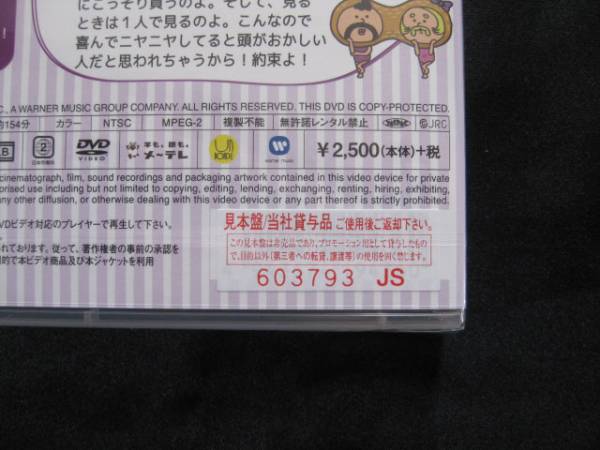 にこっそり買うのよ。そして、見る
ときは1人で見るのよ。こんなので
喜んでニヤニヤしてると頭がおかしい
人だと思われちゃうから！約束よ！
C., A WARNER MUSIC GROUP COMPANY. ALL RIGHTS RESERVED. THIS DVD IS COPY-PROTECTED.
約154分 カラー NTSC MPEG-2 複製不能 無許諾レンタル禁止 ⓅJRC
2 DVD VIDEO メ〜テレ warner music ￥2,500(本体)+税
cinematograph, film, sound recordings and packaging artwork contained in this video device for private
orised use including but not limited to copying, editing, lending, exchanging, renting, hiring, exhibiting,
any other diffusion, or otherwise dealing with this video device or any part thereof is strictly prohibited.
DVDビデオ対応のプレイヤーで再生して下さい。
れております。従って、著作権者の事前の承認を
目的で本ビデオ商品及び本ジャケットを利用
見本盤/当社貸与品 ご使用後ご返却下さい。
この見本盤は非売品であり、プロモーション用として貸与したもの
で、目的以外（第三者への転貸、譲渡等）の使用を固く禁じます。
603793 JS